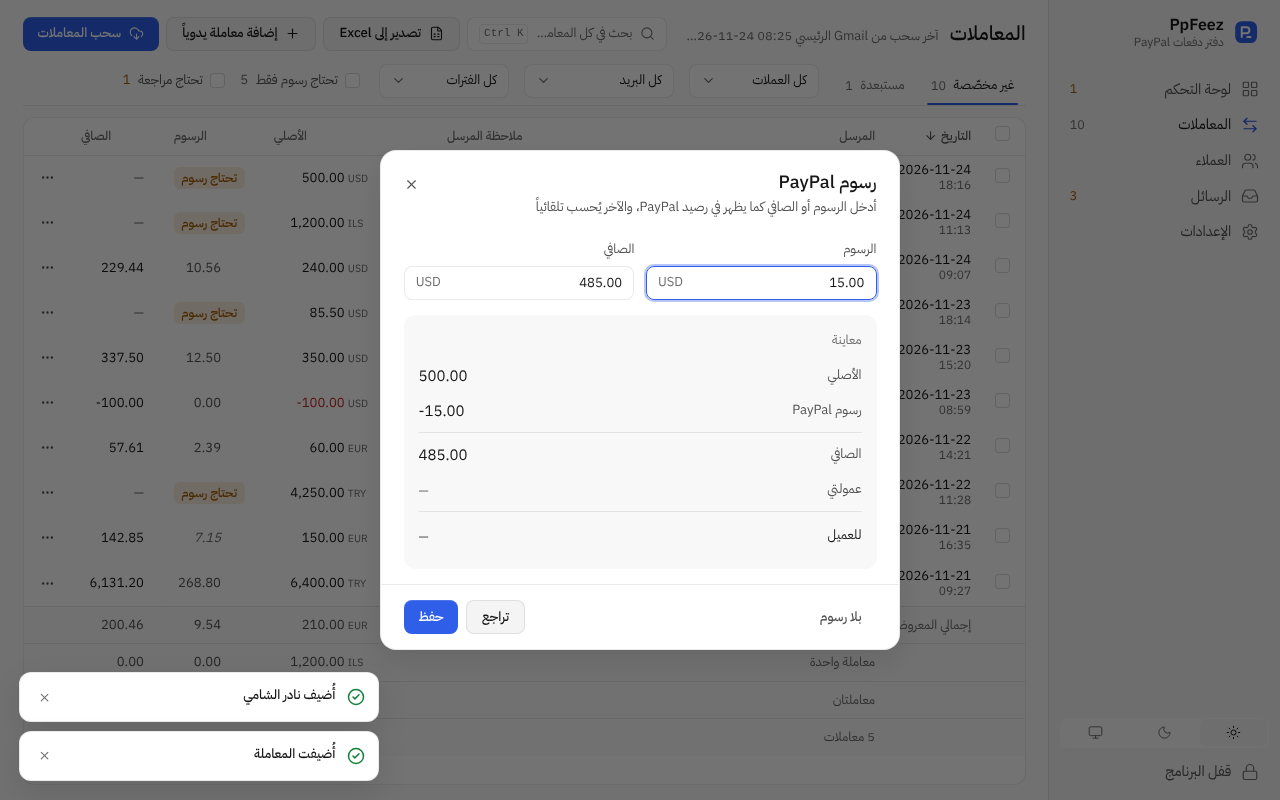 PpFeez
دفتر دفعات PayPal
لوحة التحكم 1
المعاملات 10
العملاء
الرسائل 3
الإعدادات
قفل البرنامج
المعاملات
آخر سحب من Gmail الرئيسي 08:25 24-11-26...
بحث في كل المعام... Ctrl K
تصدير إلى Excel
إضافة معاملة يدوياً
سحب المعاملات
غير مخصّصة 10
مستبعدة 1
كل العملات
كل البريد
كل الفترات
تحتاج رسوم فقط 5
تحتاج مراجعة 1
التاريخ ↓ المرسل ملاحظة المرسل الأصلي الرسوم الصافي
2026-11-24 18:16 500.00 USD تحتاج رسوم —
2026-11-24 11:13 1,200.00 ILS تحتاج رسوم —
2026-11-24 09:07 240.00 USD 10.56 229.44
2026-11-23 18:14 85.50 USD تحتاج رسوم —
2026-11-23 15:20 350.00 USD 12.50 337.50
2026-11-23 08:59 -100.00 USD 0.00 -100.00
2026-11-22 14:21 60.00 EUR 2.39 57.61
2026-11-22 11:28 4,250.00 TRY تحتاج رسوم —
2026-11-21 16:35 150.00 EUR 7.15 142.85
2026-11-21 09:27 6,400.00 TRY 268.80 6,131.20
إجمالي المعروض 210.00 EUR 9.54 200.46
معاملة واحدة 1,200.00 ILS 0.00 0.00
معاملتان
5 معاملات
رسوم PayPal
أدخل الرسوم أو الصافي كما يظهر في رصيد PayPal، والآخر يُحسب تلقائياً
الرسوم
15.00 USD
الصافي
485.00 USD
معاينة
الأصلي 500.00
رسوم PayPal -15.00
الصافي 485.00
عمولتي —
للعميل —
بلا رسوم
تراجع
حفظ
أُضيف نادر الشامي
أُضيفت المعاملة